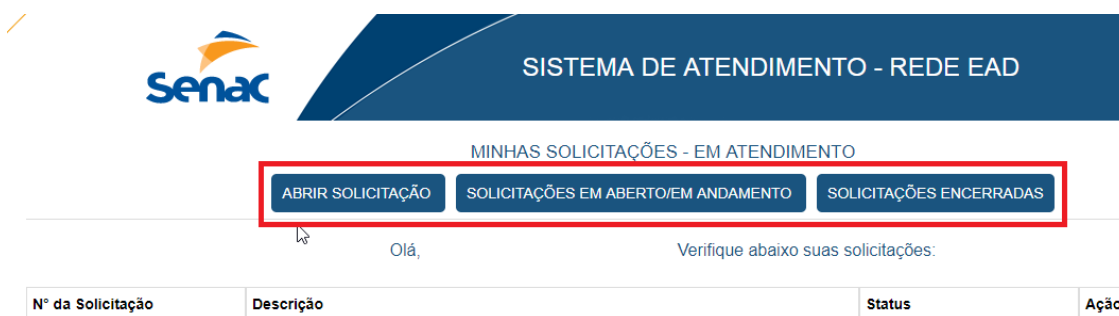 Senac
SISTEMA DE ATENDIMENTO - REDE EAD
MINHAS SOLICITAÇÕES - EM ATENDIMENTO
ABRIR SOLICITAÇÃO SOLICITAÇÕES EM ABERTO/EM ANDAMENTO SOLICITAÇÕES ENCERRADAS
Olá, Verifique abaixo suas solicitações:
N° da Solicitação Descrição Status Ação